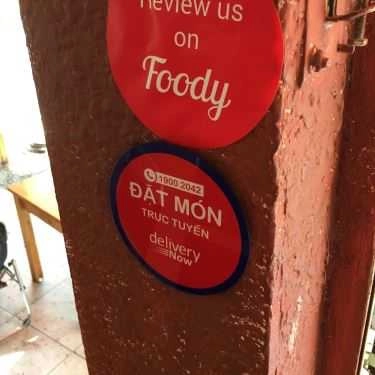 Review us
on
Foody
1900 2042
ĐẶT MÓN
TRỰC TUYẾN
delivery
Now